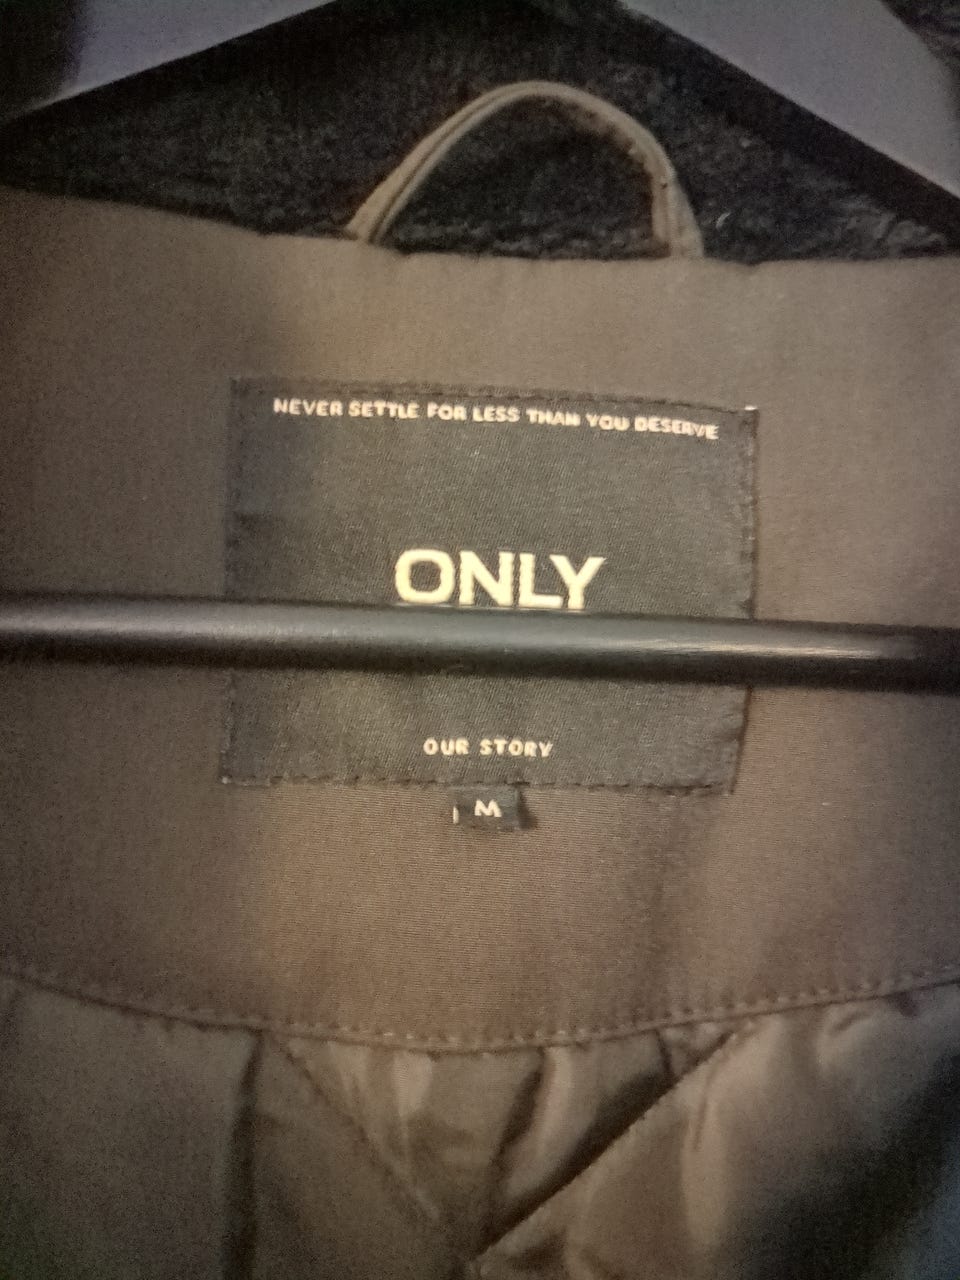 NEVER SETTLE FOR LESS THAN YOU DESERVE
ONLY
OUR STORY
M